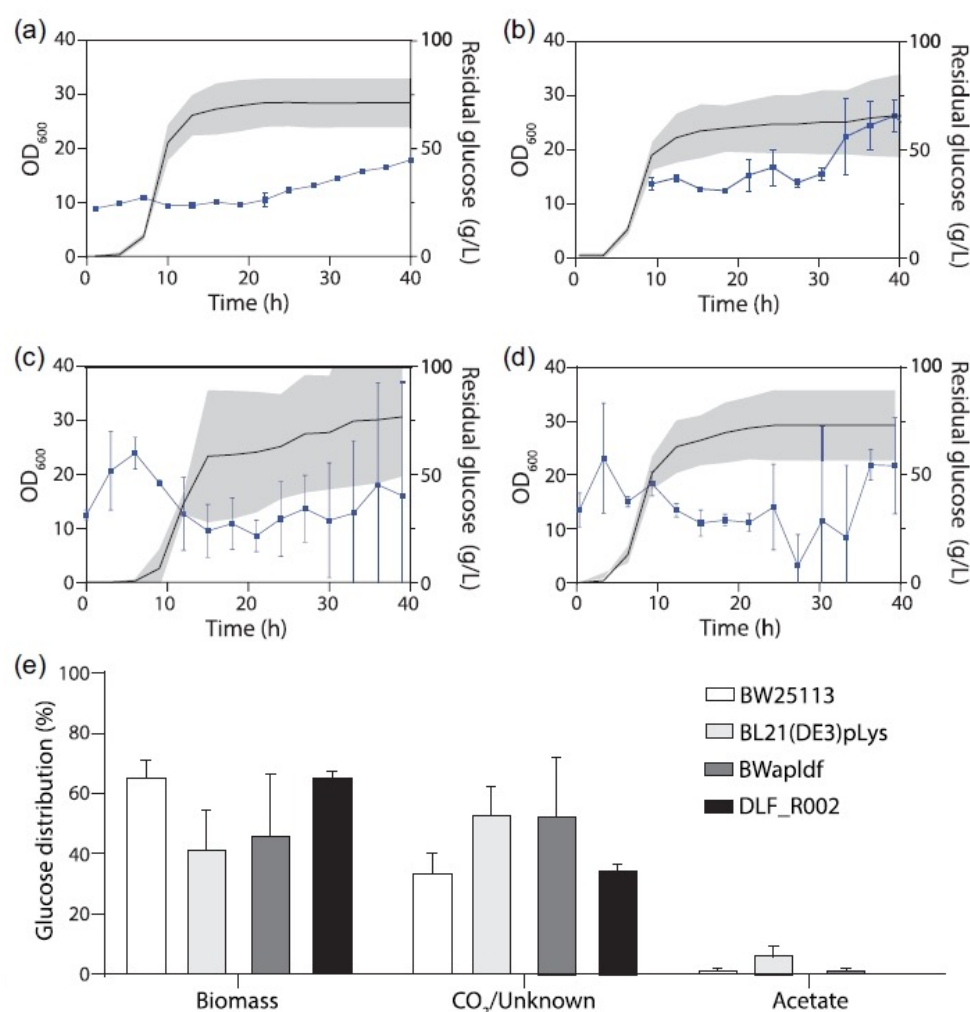 (a)
40
30
20
10
0
OD₆₀₀
100
50
0
Residual glucose (g/L)
0 10 20 30 40
Time (h)
(b)
40
30
20
10
0
OD₆₀₀
100
50
0
Residual glucose (g/L)
0 10 21 30 40
Time (h)
(c)
40
30
20
10
0
OD₆₀₀
100
50
0
Residual glucose (g/L)
0 10 20 30 40
Time (h)
(d)
40
30
20
10
0
OD₆₀₀
100
50
0
Residual glucose (g/L)
0 10 21 30 40
Time (h)
(e)
100
80
60
40
20
0
Glucose distribution (%)
BW25113
BL21(DE3)pLys
BWapldf
DLF_R002
Biomass CO₂/Unknown Acetate